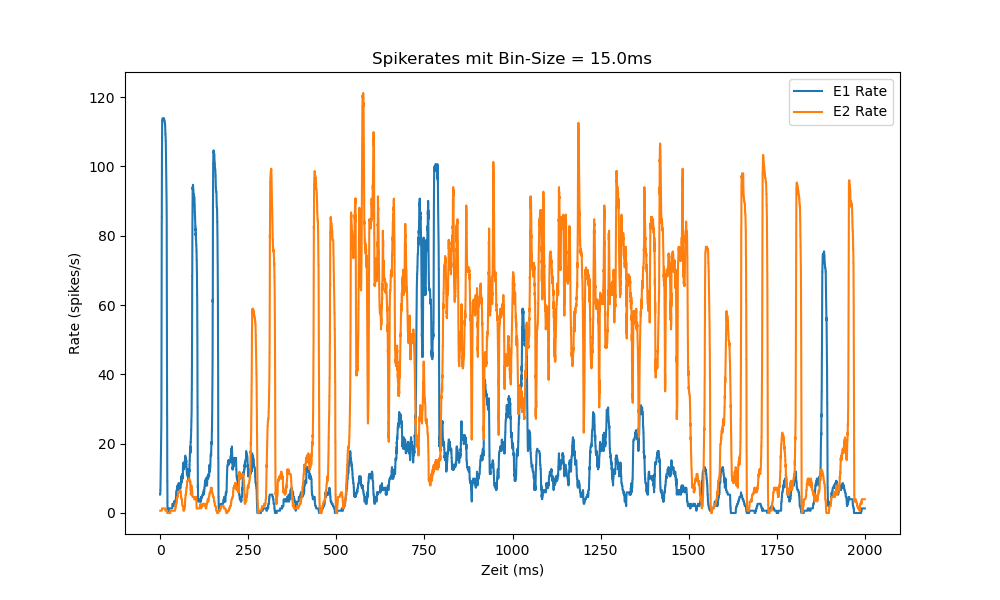 Spikerates mit Bin-Size = 15.0ms
E1 Rate
E2 Rate
Rate (spikes/s)
120
100
80
60
40
20
0
0 250 500 750 1000 1250 1500 1750 2000
Zeit (ms)